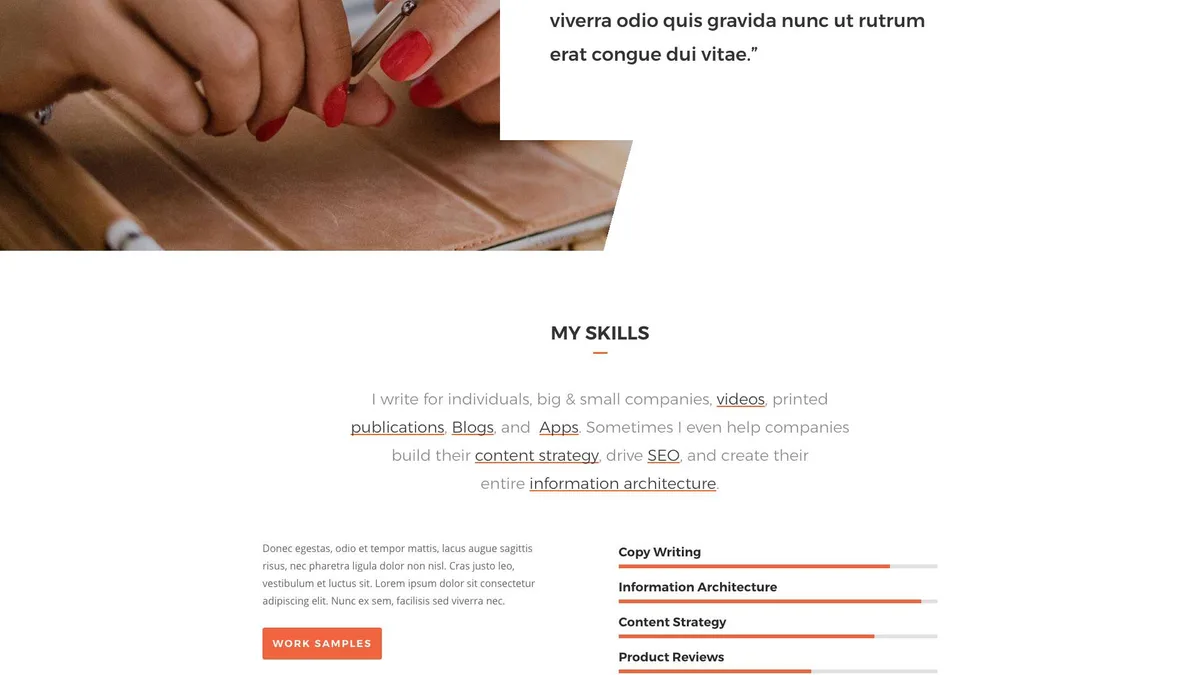 viverra odio quis gravida nunc ut rutrum
erat congue dui vitae.”
MY SKILLS
I write for individuals, big & small companies, videos, printed
publications, Blogs, and Apps. Sometimes I even help companies
build their content strategy, drive SEO, and create their
entire information architecture.
Donec egestas, odio et tempor mattis, lacus augue sagittis
risus, nec pharetra ligula dolor non nisl. Cras justo leo,
vestibulum et luctus sit. Lorem ipsum dolor sit consectetur
adipiscing elit. Nunc ex sem, facilisis sed viverra nec.
WORK SAMPLES
Copy Writing
Information Architecture
Content Strategy
Product Reviews